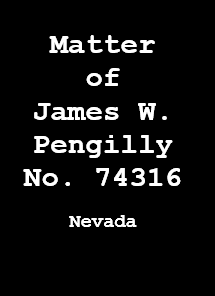 Matter
of
James W.
Pengilly
No. 74316
Nevada